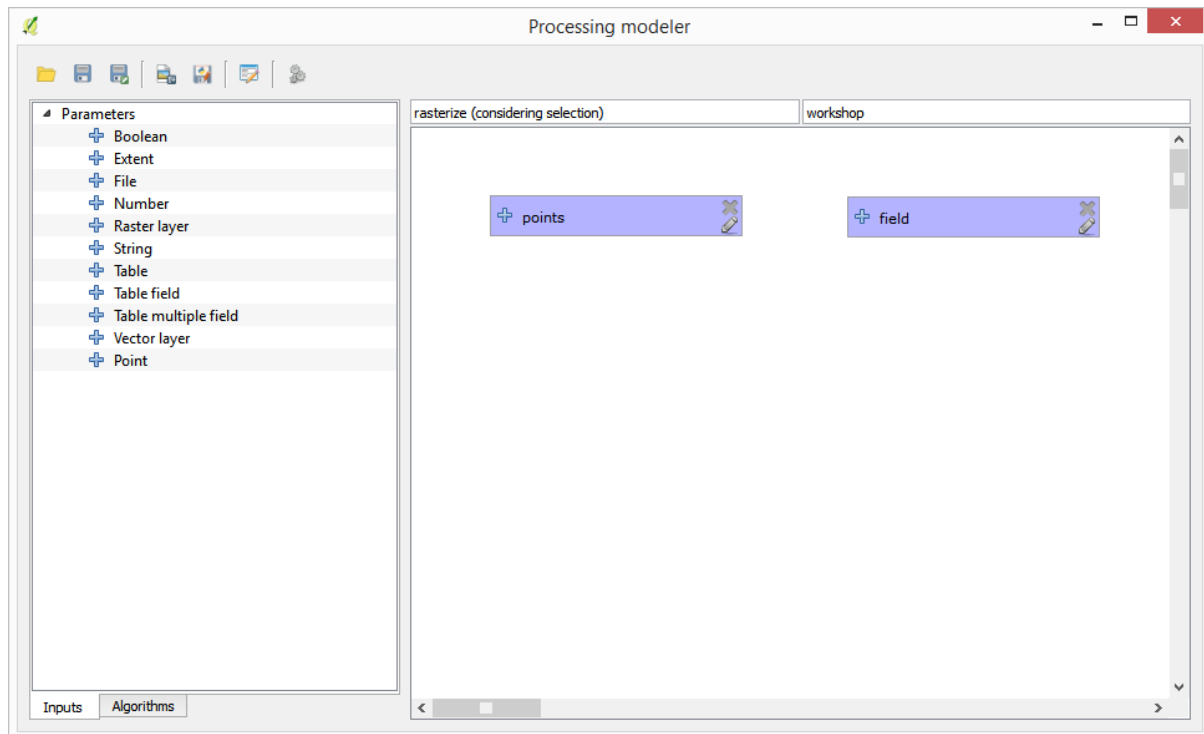 Processing modeler
Parameters
Boolean
Extent
File
Number
Raster layer
String
Table
Table field
Table multiple field
Vector layer
Point
Inputs Algorithms
rasterize (considering selection) workshop
points field